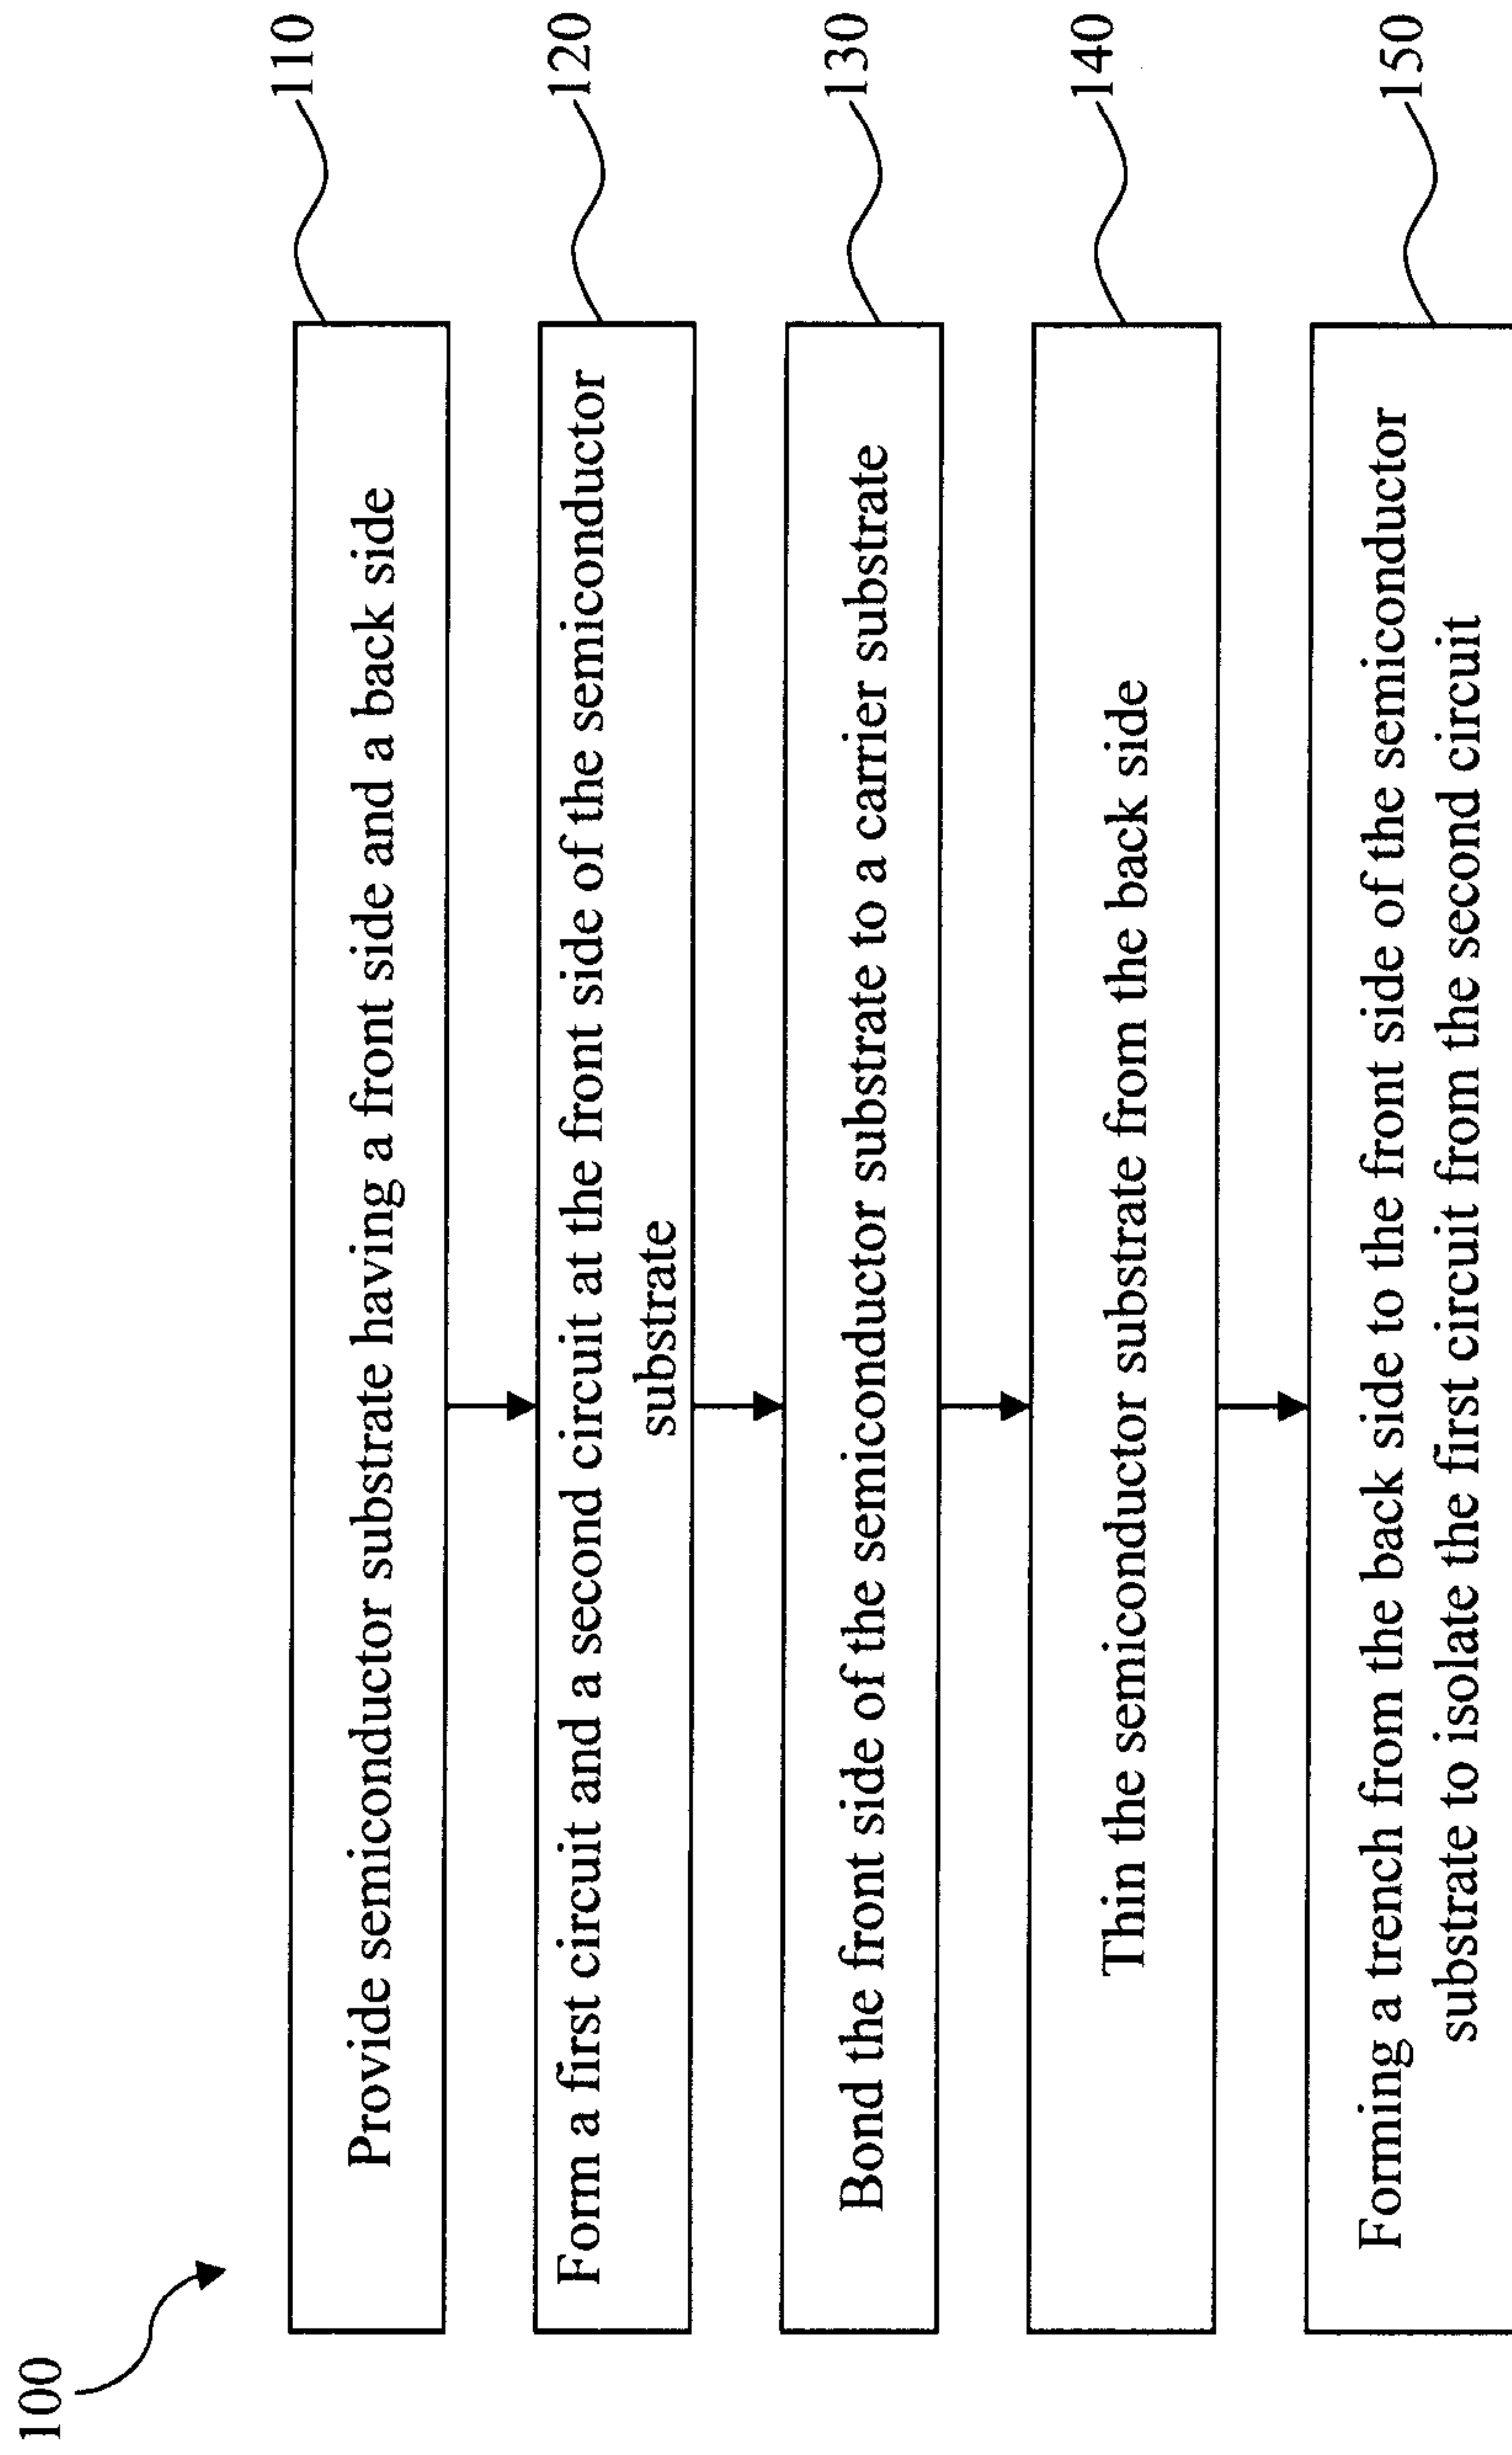 100
Provide semiconductor substrate having a front side and a back side
110
Form a first circuit and a second circuit at the front side of the semiconductor
substrate
120
Bond the front side of the semiconductor substrate to a carrier substrate
130
Thin the semiconductor substrate from the back side
140
Forming a trench from the back side to the front side of the semiconductor
substrate to isolate the first circuit from the second circuit
150